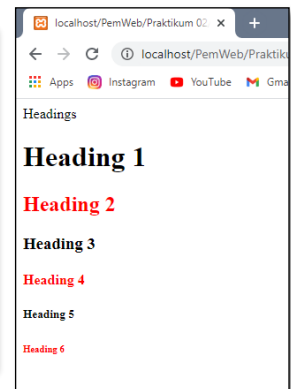 localhost/PemWeb/Praktikum 02
localhost/PemWeb/Praktiku
Apps Instagram YouTube Gma
Headings
Heading 1
Heading 2
Heading 3
Heading 4
Heading 5
Heading 6